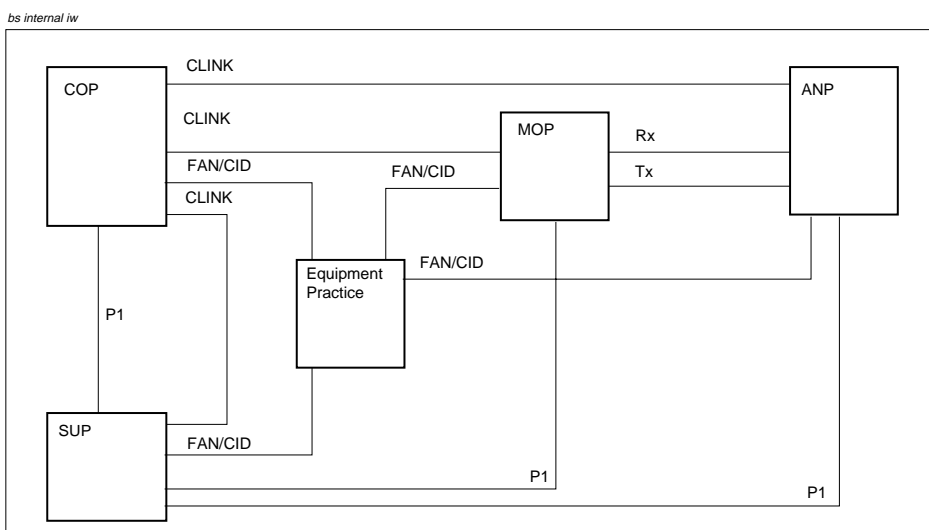 bs internal iw
CLINK
COP
ANP
CLINK
MOP
Rx
FAN/CID
FAN/CID
Tx
CLINK
FAN/CID
Equipment
Practice
P1
SUP
FAN/CID
P1
P1